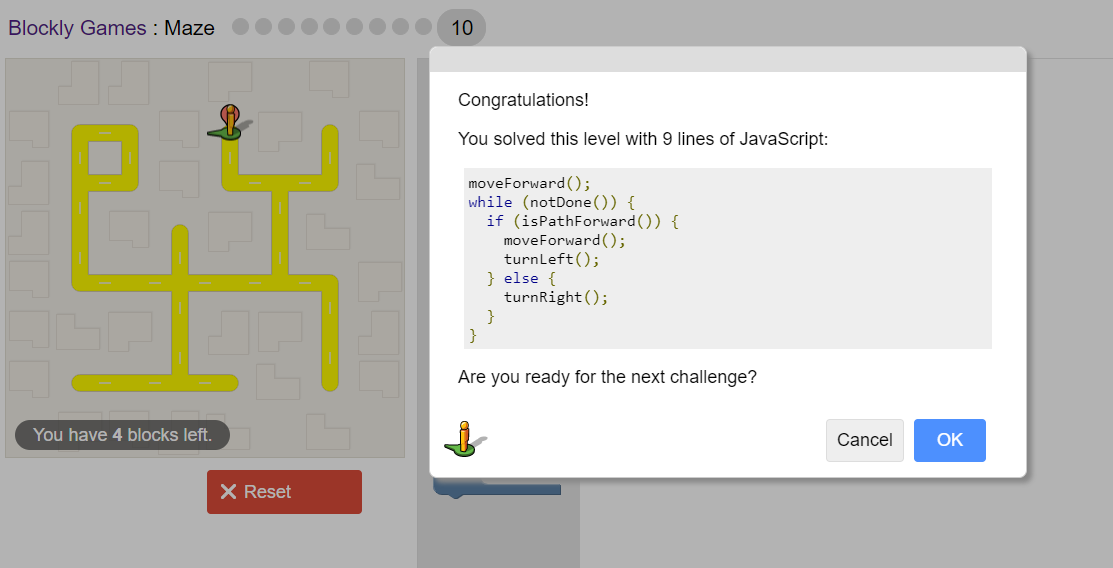 Blockly Games : Maze 10
Congratulations!
You solved this level with 9 lines of JavaScript:
moveForward();
while (notDone()) {
  if (isPathForward()) {
    moveForward();
    turnLeft();
  } else {
    turnRight();
  }
}
Are you ready for the next challenge?
Cancel OK
You have 4 blocks left.
Reset